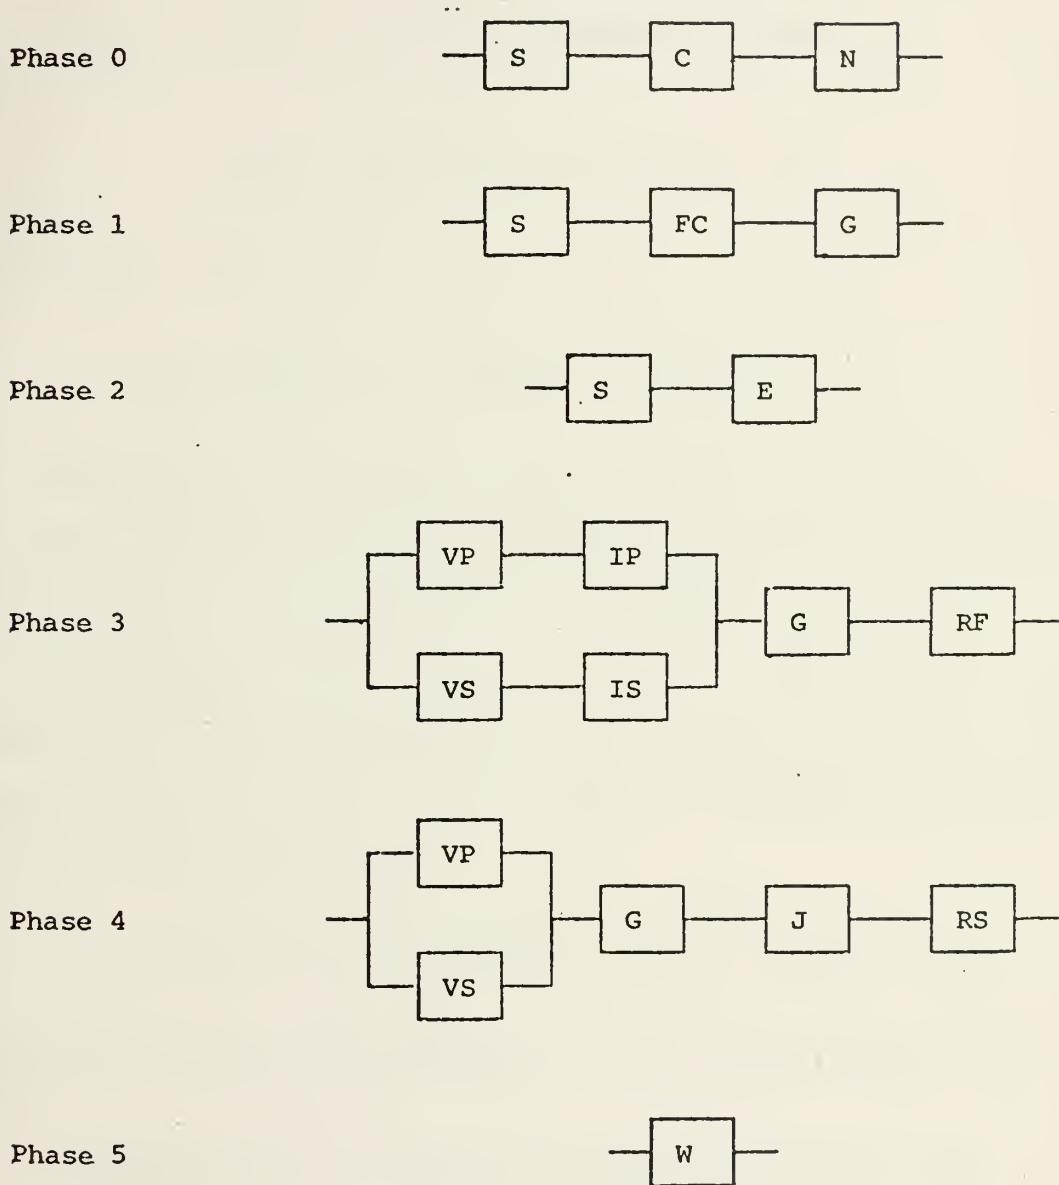 Phase 0
S C N
Phase 1
S FC G
Phase 2
S E
VP IP
Phase 3
G RF
VS IS
VP
Phase 4
G J RS
VS
Phase 5
W